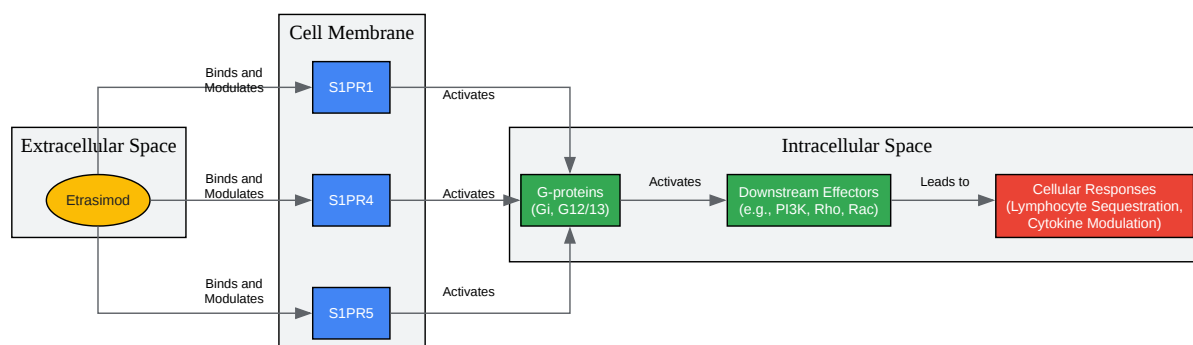 Cell Membrane
Binds and
Modulates
S1PR1
Activates
Extracellular Space
Intracellular Space
Etrasimod
Binds and
Modulates
S1PR4
Activates
G-proteins
(Gi, G12/13)
Activates
Downstream Effectors
(e.g., PI3K, Rho, Rac)
Leads to
Cellular Responses
(Lymphocyte Sequestration,
Cytokine Modulation)
Binds and
Modulates
S1PR5
Activates